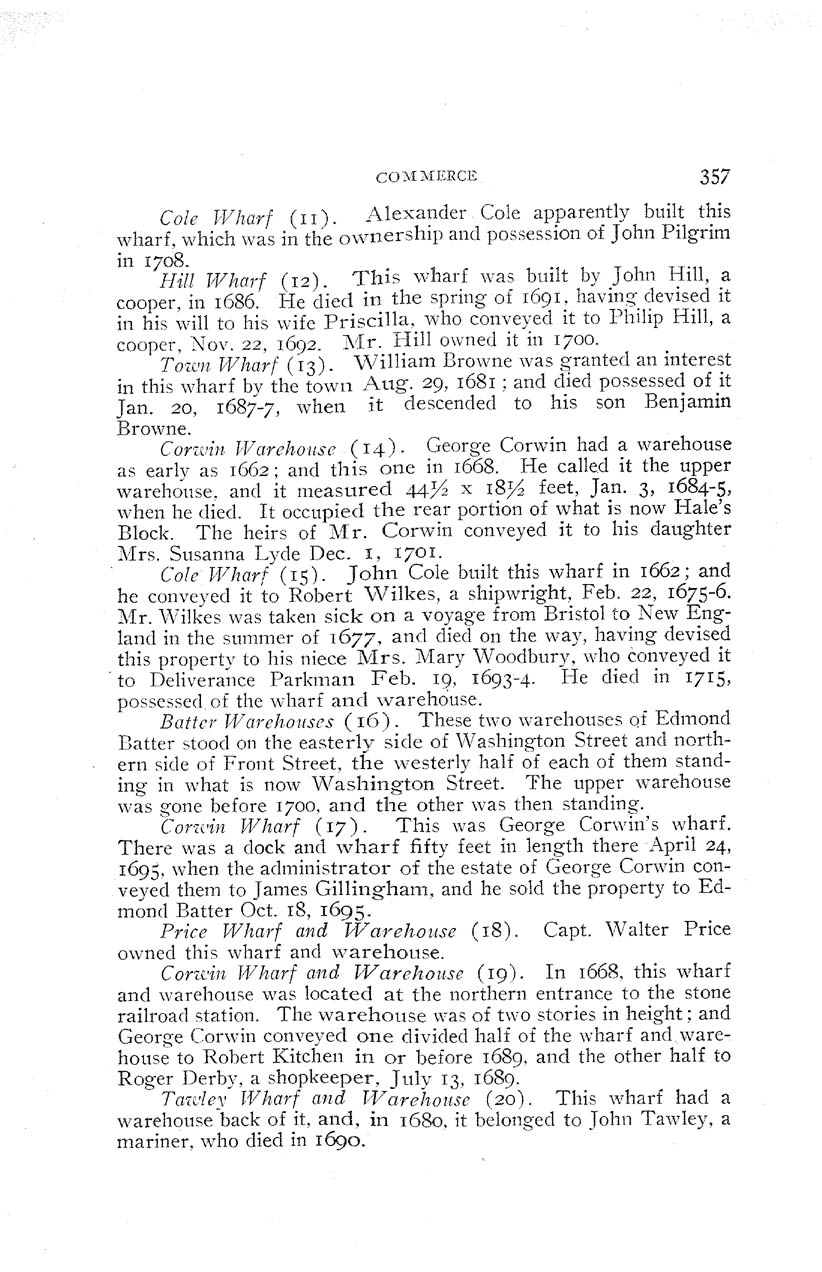 COMMERCE 357
Cole Wharf (11). Alexander Cole apparently built this
wharf, which was in the ownership and possession of John Pilgrim
in 1708.
Hill Wharf (12). This wharf was built by John Hill, a
cooper, in 1686. He died in the spring of 1691, having devised it
in his will to his wife Priscilla, who conveyed it to Philip Hill, a
cooper, Nov. 22, 1692. Mr. Hill owned it in 1700.
Town Wharf (13). William Browne was granted an interest
in this wharf by the town Aug. 29, 1681; and died possessed of it
Jan. 20, 1687-7, when it descended to his son Benjamin
Browne.
Corwin Warehouse (14). George Corwin had a warehouse
as early as 1662; and this one in 1668. He called it the upper
warehouse, and it measured 44½ x 18½ feet, Jan. 3, 1684-5,
when he died. It occupied the rear portion of what is now Hale's
Block. The heirs of Mr. Corwin conveyed it to his daughter
Mrs. Susanna Lyde Dec. 1, 1701.
Cole Wharf (15). John Cole built this wharf in 1662; and
he conveyed it to Robert Wilkes, a shipwright, Feb. 22, 1675-6.
Mr. Wilkes was taken sick on a voyage from Bristol to New Eng-
land in the summer of 1677, and died on the way, having devised
this property to his niece Mrs. Mary Woodbury, who conveyed it
to Deliverance Parkman Feb. 19, 1693-4. He died in 1715,
possessed of the wharf and warehouse.
Batter Warehouses (16). These two warehouses of Edmond
Batter stood on the easterly side of Washington Street and north-
ern side of Front Street, the westerly half of each of them stand-
ing in what is now Washington Street. The upper warehouse
was gone before 1700, and the other was then standing.
Corwin Wharf (17). This was George Corwin's wharf.
There was a dock and wharf fifty feet in length there April 24,
1695, when the administrator of the estate of George Corwin con-
veyed them to James Gillingham, and he sold the property to Ed-
mond Batter Oct. 18, 1695.
Price Wharf and Warehouse (18). Capt. Walter Price
owned this wharf and warehouse.
Corwin Wharf and Warehouse (19). In 1668, this wharf
and warehouse was located at the northern entrance to the stone
railroad station. The warehouse was of two stories in height; and
George Corwin conveyed one divided half of the wharf and ware-
house to Robert Kitchen in or before 1689, and the other half to
Roger Derby, a shopkeeper, July 13, 1689.
Tawley Wharf and Warehouse (20). This wharf had a
warehouse back of it, and, in 1680, it belonged to John Tawley, a
mariner, who died in 1690.